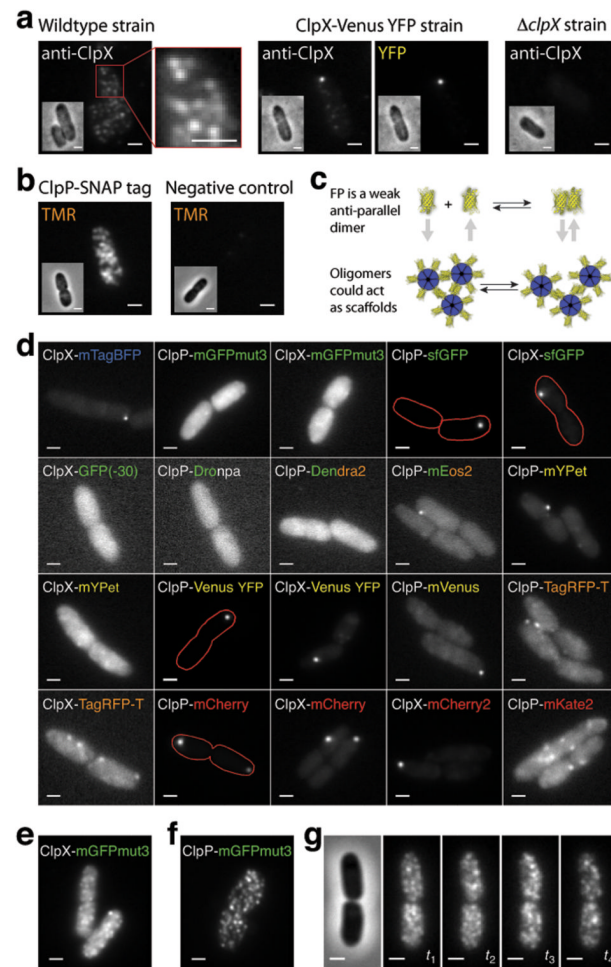 a Wildtype strain ClpX-Venus YFP strain ΔclpX strain
anti-ClpX anti-ClpX YFP anti-ClpX
b ClpP-SNAP tag Negative control
TMR TMR
c
FP is a weak
anti-parallel
dimer
+
Oligomers
could act
as scaffolds
d
ClpX-mTagBFP ClpP-mGFPmut3 ClpX-mGFPmut3 ClpP-sfGFP ClpX-sfGFP
ClpX-GFP(-30) ClpP-Dronpa ClpP-Dendra2 ClpP-mEos2 ClpP-mYPet
ClpX-mYPet ClpP-Venus YFP ClpX-Venus YFP ClpP-mVenus ClpP-TagRFP-T
ClpX-TagRFP-T ClpP-mCherry ClpX-mCherry ClpX-mCherry2 ClpP-mKate2
e f g
ClpX-mGFPmut3 ClpP-mGFPmut3
t1 t2 t3